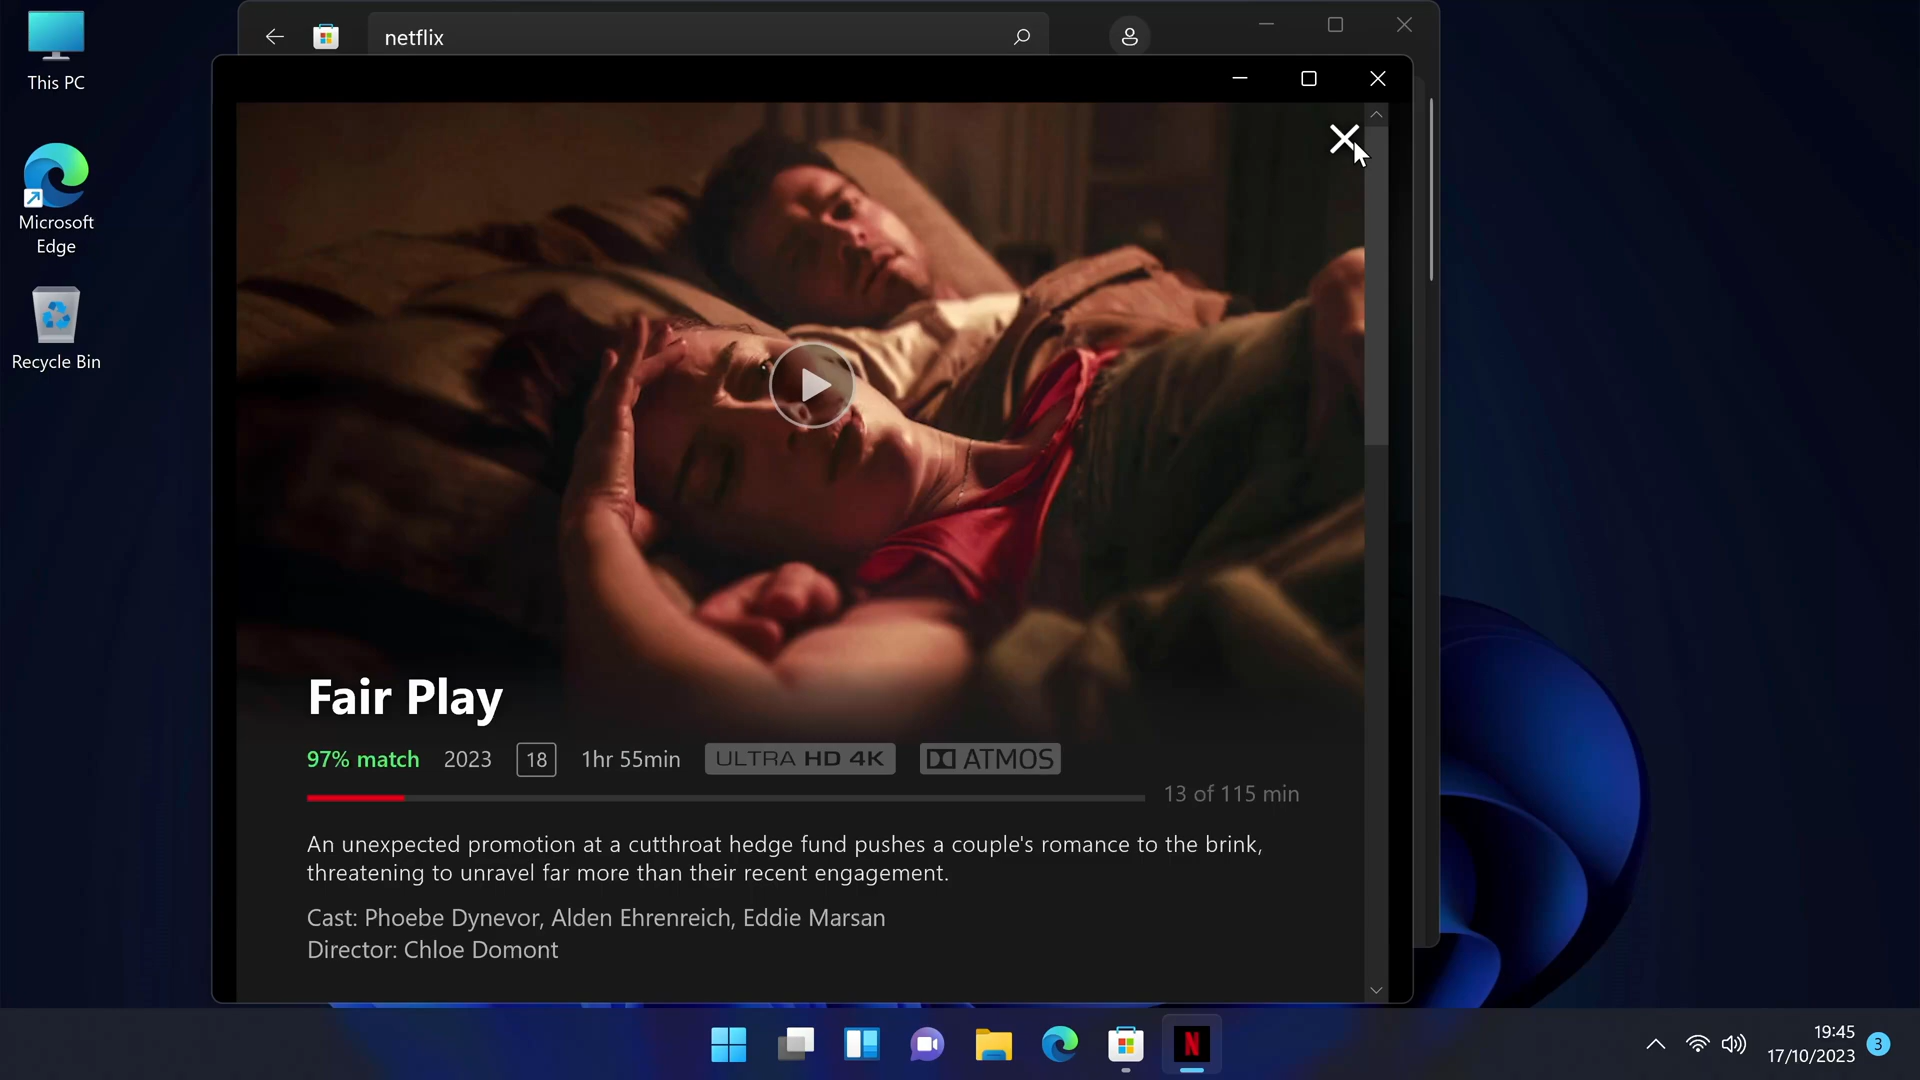 This PC
Microsoft
Edge
Recycle Bin
netflix
Fair Play
97% match 2023 18 1hr 55min ULTRA HD 4K ATMOS
13 of 115 min
An unexpected promotion at a cutthroat hedge fund pushes a couple's romance to the brink,
threatening to unravel far more than their recent engagement.
Cast: Phoebe Dynevor, Alden Ehrenreich, Eddie Marsan
Director: Chloe Domont
N
19:45
17/10/2023
3